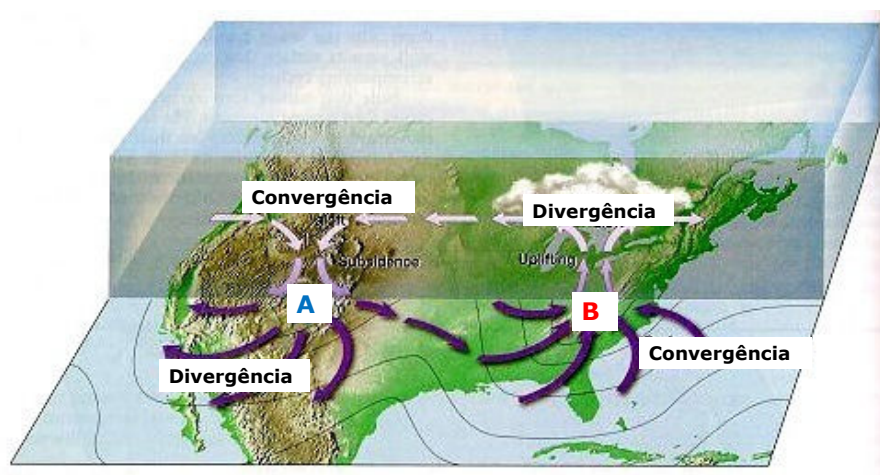 Convergência
Divergência
Subsidence
Uplifting
A
B
Convergência
Divergência